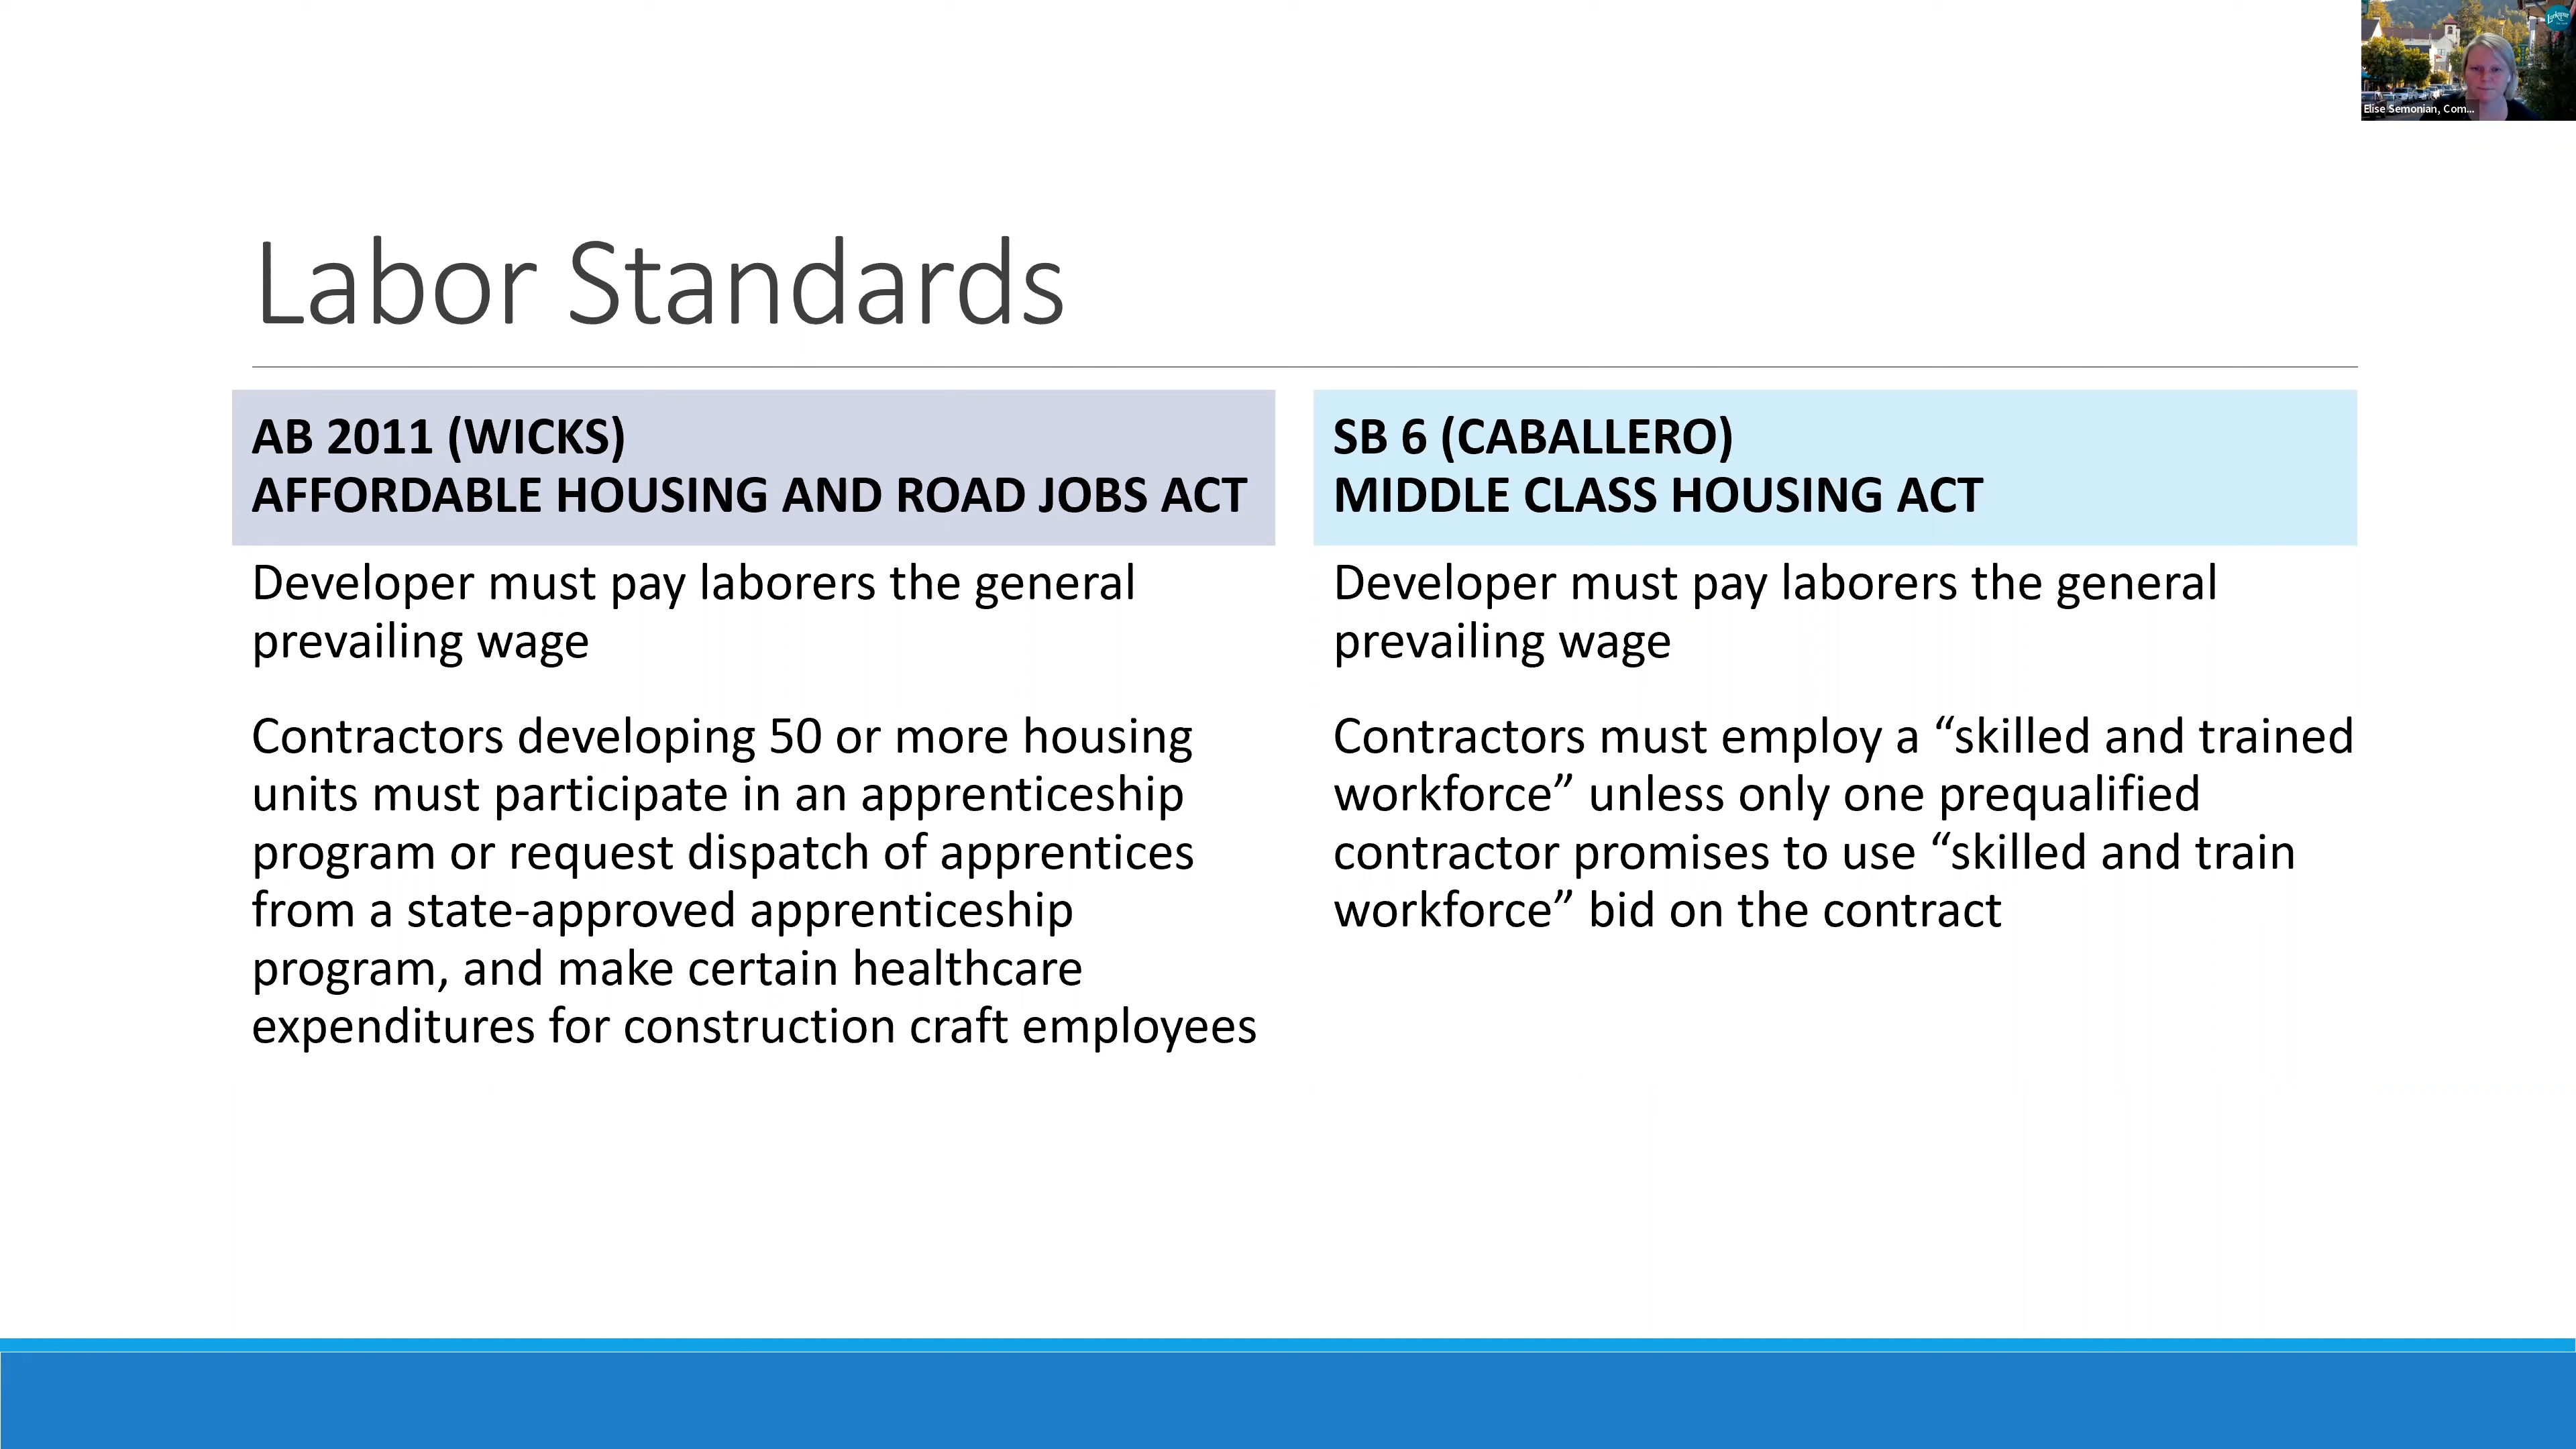 Elise Semonian, Com...
Labor Standards
AB 2011 (WICKS)
AFFORDABLE HOUSING AND ROAD JOBS ACT
Developer must pay laborers the general
prevailing wage
Contractors developing 50 or more housing
units must participate in an apprenticeship
program or request dispatch of apprentices
from a state-approved apprenticeship
program, and make certain healthcare
expenditures for construction craft employees
SB 6 (CABALLERO)
MIDDLE CLASS HOUSING ACT
Developer must pay laborers the general
prevailing wage
Contractors must employ a “skilled and trained
workforce” unless only one prequalified
contractor promises to use “skilled and train
workforce” bid on the contract